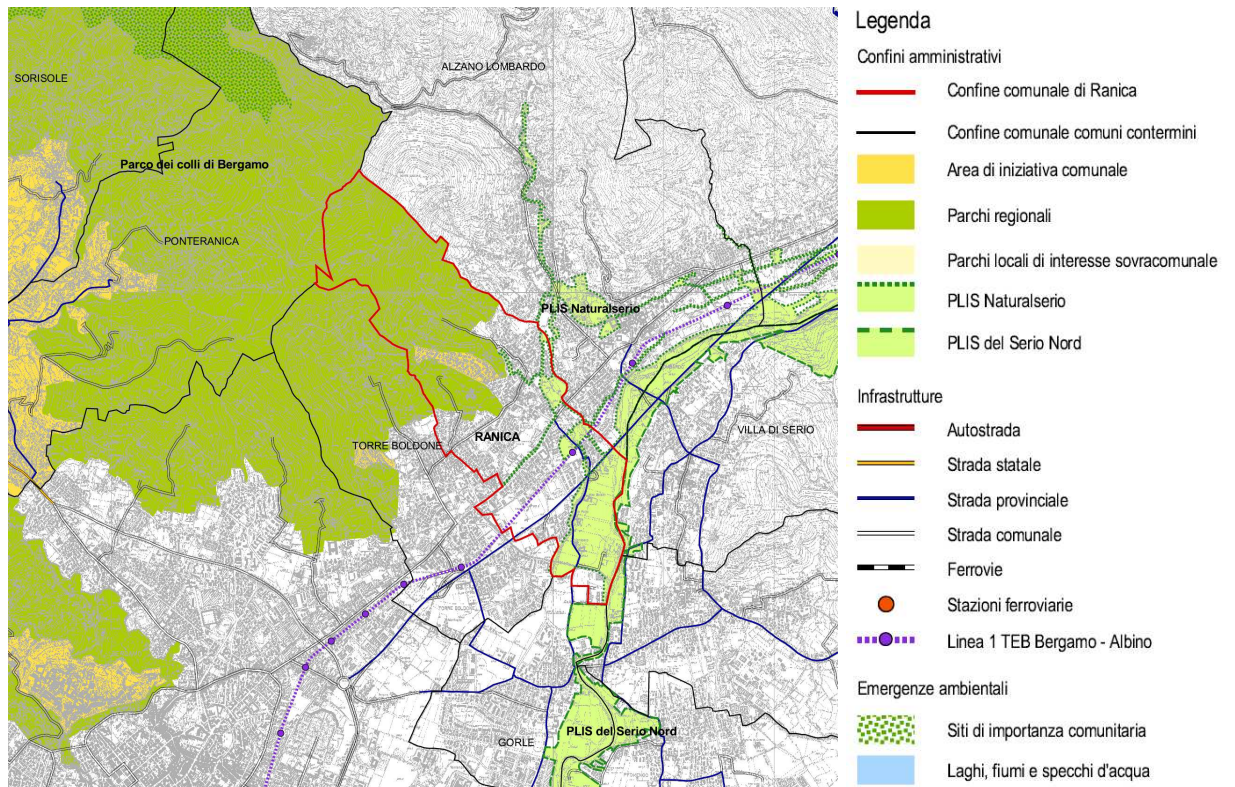 SORISOLE
ALZANO LOMBARDO
Parco dei colli di Bergamo
PONTERANICA
PLIS Naturalserio
TORRE BOLDONE
RANICA
VILLA DI SERIO
TORRE BOLDONE
GORLE
PLIS del Serio Nord
Legenda
Confini amministrativi
Confine comunale di Ranica
Confine comunale comuni contermini
Area di iniziativa comunale
Parchi regionali
Parchi locali di interesse sovracomunale
PLIS Naturalserio
PLIS del Serio Nord
Infrastrutture
Autostrada
Strada statale
Strada provinciale
Strada comunale
Ferrovie
Stazioni ferroviarie
Linea 1 TEB Bergamo - Albino
Emergenze ambientali
Siti di importanza comunitaria
Laghi, fiumi e specchi d'acqua